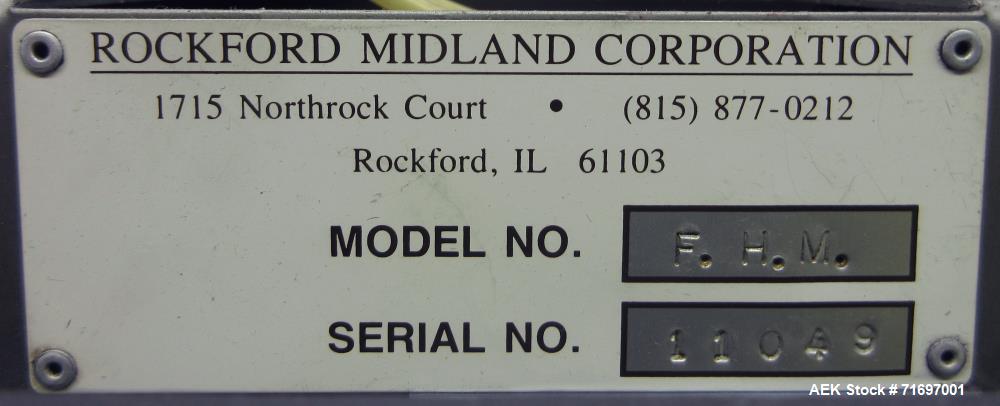 ROCKFORD MIDLAND CORPORATION
1715 Northrock Court • (815) 877-0212
Rockford, IL 61103
MODEL NO. F. H. M.
SERIAL NO. 11049
AEK Stock # 71697001